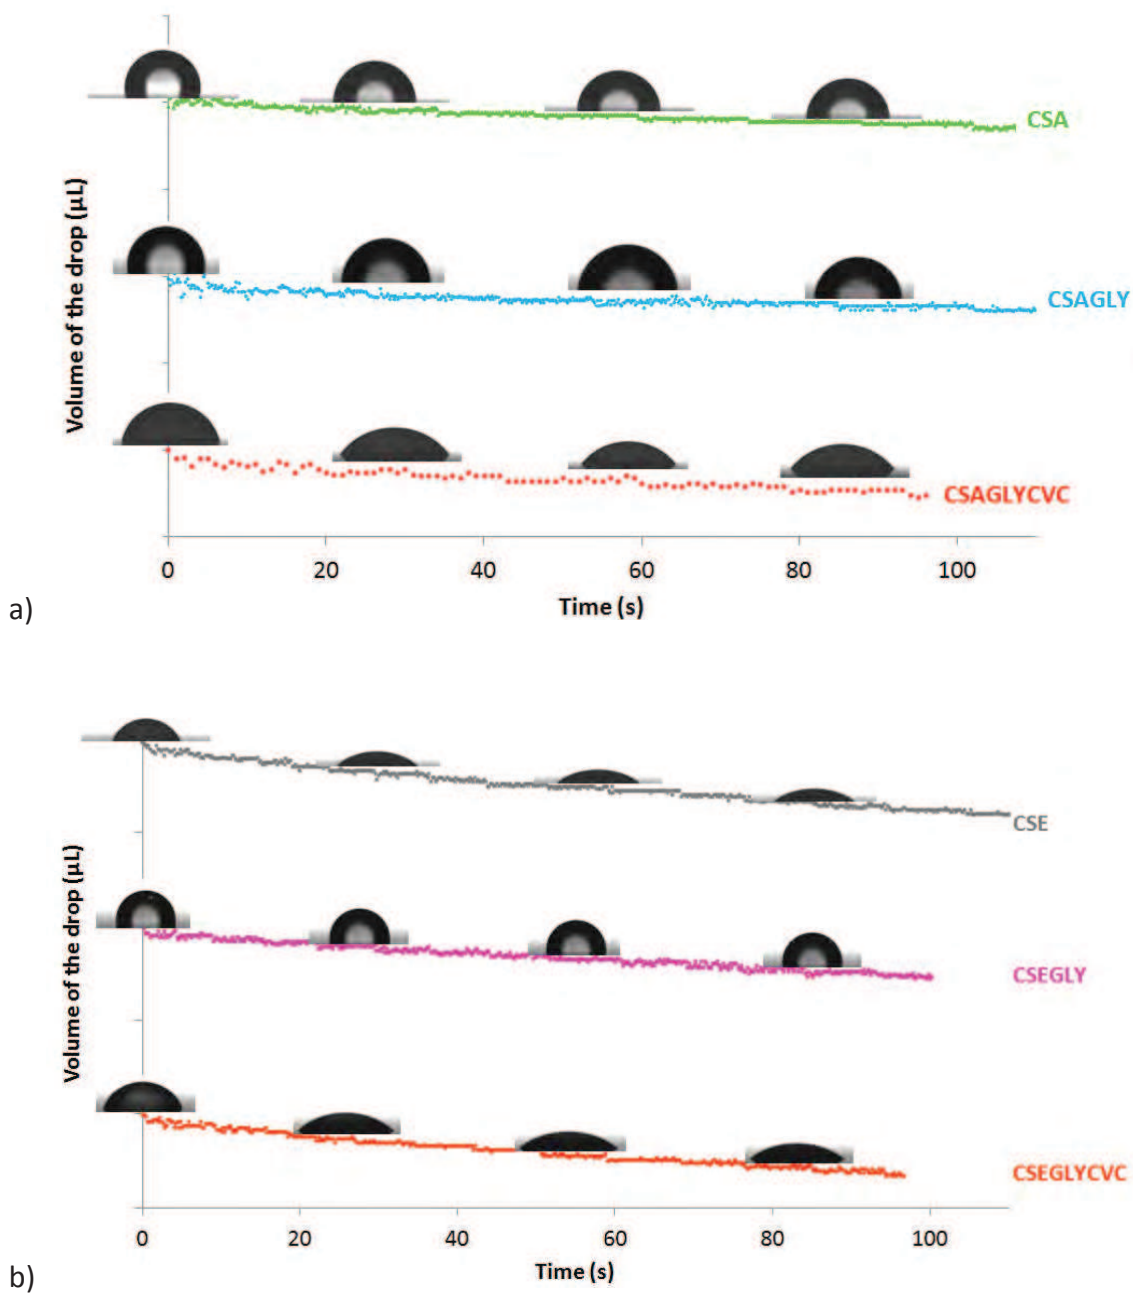 Volume of the drop (µL)
CSA
CSAGLY
CSAGLYCVC
0 20 40 60 80 100
Time (s)
a)
Volume of the drop (µL)
CSE
CSEGLY
CSEGLYCVC
0 20 40 60 80 100
Time (s)
b)